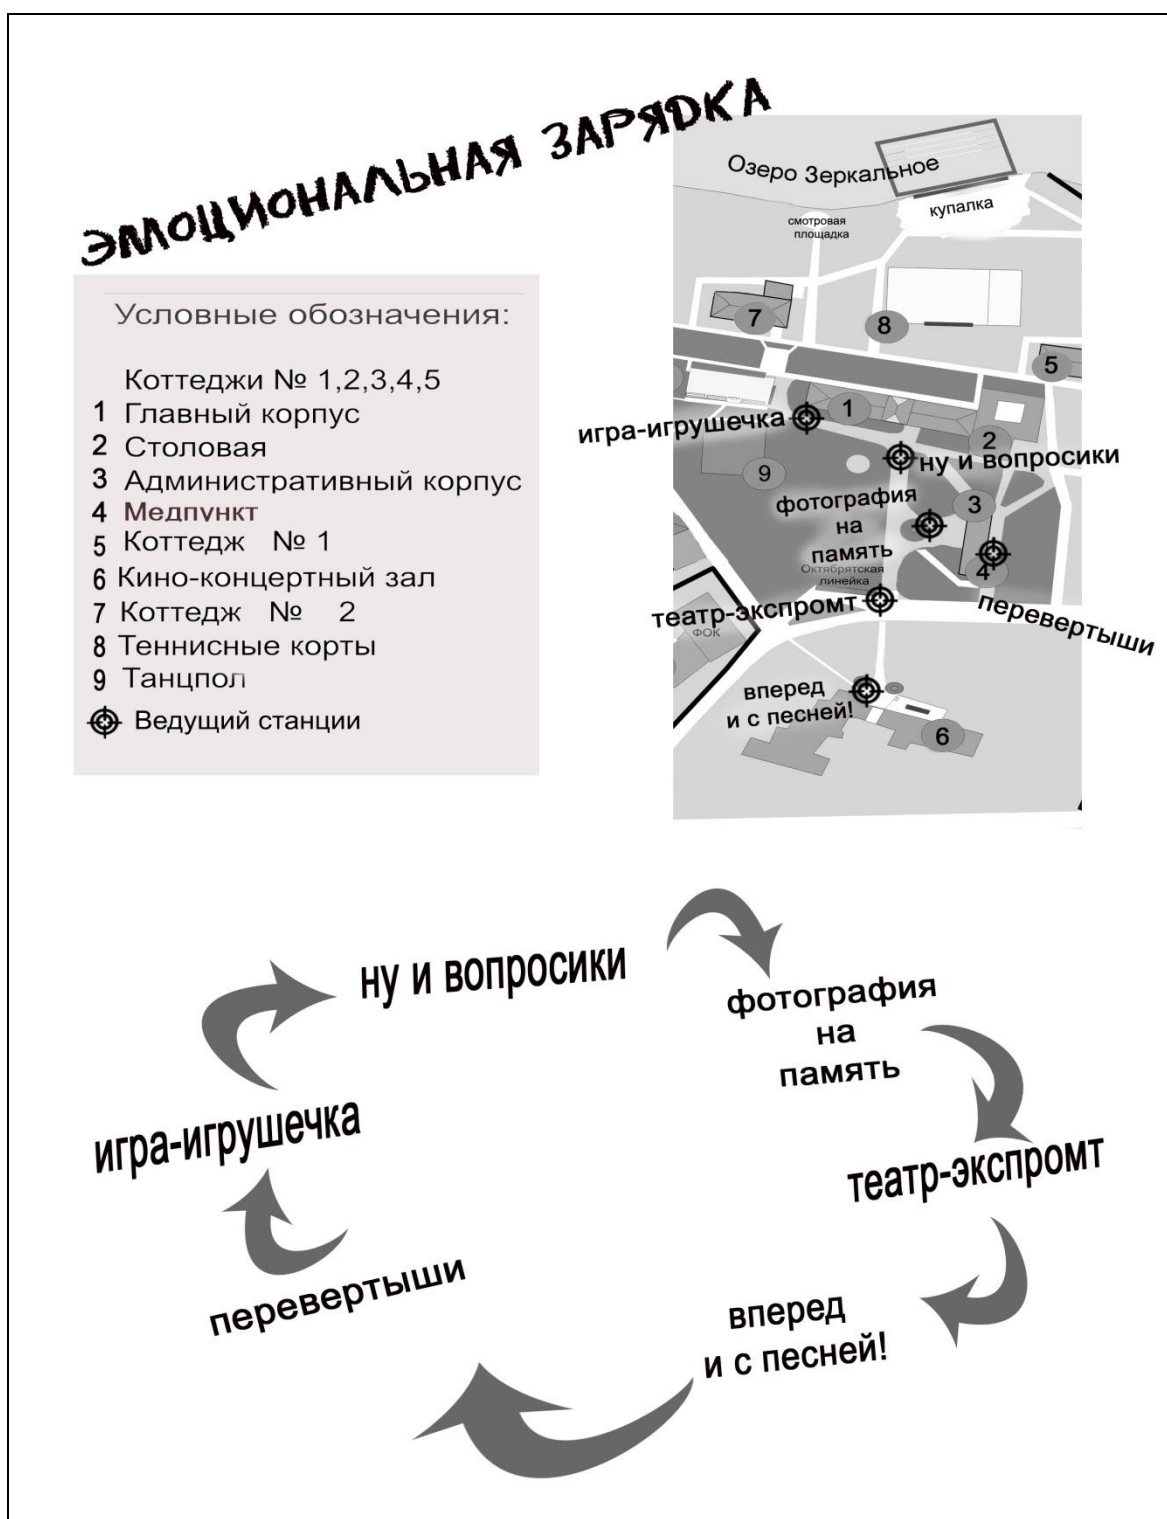 ЭМОЦИОНАЛЬНАЯ ЗАРЯДКА
Условные обозначения:
Коттеджи № 1,2,3,4,5
1 Главный корпус
2 Столовая
3 Административный корпус
4 Медпункт
5 Коттедж № 1
6 Кино-концертный зал
7 Коттедж № 2
8 Теннисные корты
9 Танцпол
Ведущий станции
Озеро Зеркальное
купалка
смотровая
площадка
7
8
5
1
игра-игрушечка
2
ну и вопросики
9
фотография
на
память
3
Октябрятская
линейка
4
театр-экспромт
перевертыши
ФОК
вперед
и с песней!
6
ну и вопросики
фотография
на
память
игра-игрушечка
театр-экспромт
перевертыши
вперед
и с песней!